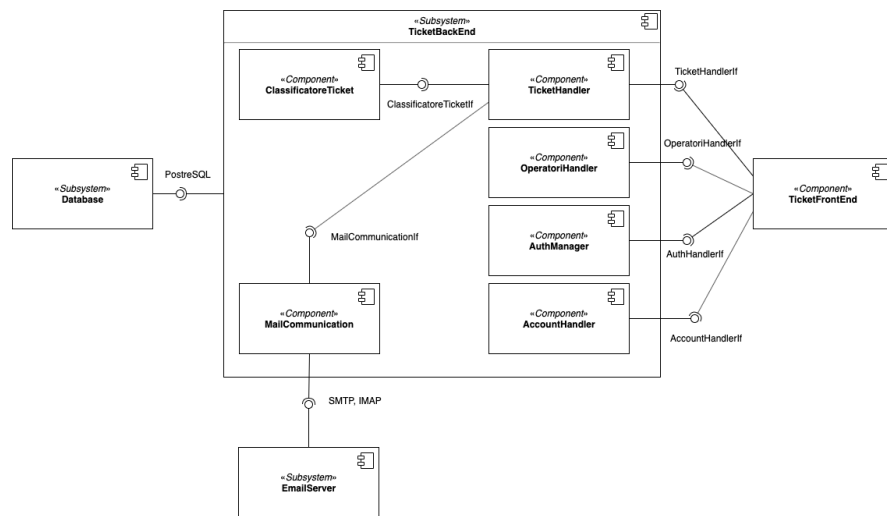 «Subsystem»
TicketBackEnd
«Component»
ClassificatoreTicket
ClassificatoreTicketIf
«Component»
TicketHandler
TicketHandlerIf
«Component»
OperatoriHandler
OperatoriHandlerIf
«Subsystem»
Database
PostreSQL
«Component»
TicketFrontEnd
MailCommunicationIf
«Component»
AuthManager
AuthHandlerIf
«Component»
MailCommunication
«Component»
AccountHandler
AccountHandlerIf
SMTP, IMAP
«Subsystem»
EmailServer